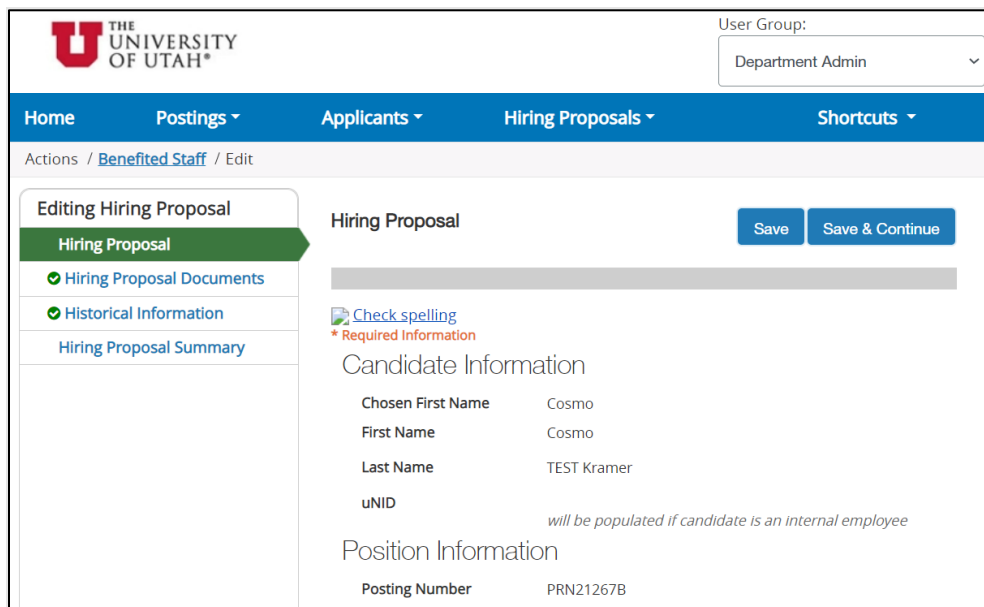 THE
UNIVERSITY
OF UTAH®
User Group:
Department Admin
Home Postings Applicants Hiring Proposals Shortcuts
Actions / Benefited Staff / Edit
Editing Hiring Proposal
Hiring Proposal
Hiring Proposal Documents
Historical Information
Hiring Proposal Summary
Hiring Proposal
Save Save & Continue
Check spelling
* Required Information
Candidate Information
Chosen First Name Cosmo
First Name Cosmo
Last Name TEST Kramer
uNID
will be populated if candidate is an internal employee
Position Information
Posting Number PRN21267B